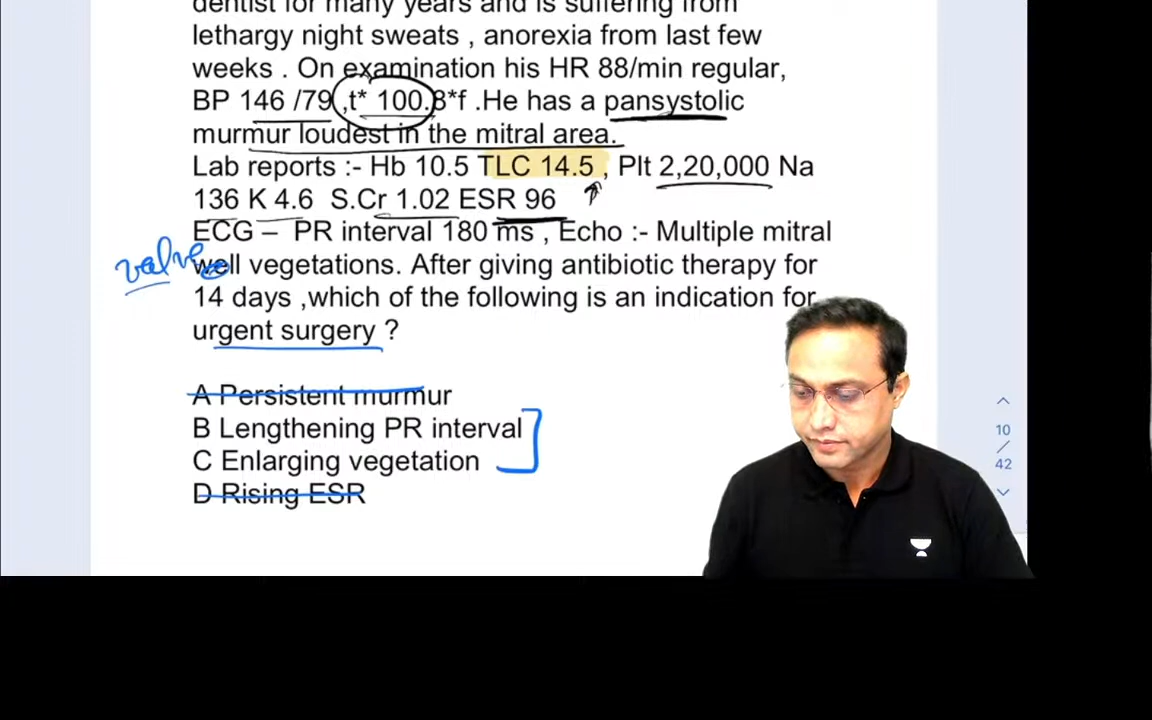 dentist for many years and is suffering from
lethargy night sweats , anorexia from last few
weeks . On examination his HR 88/min regular,
BP 146 /79 ,t* 100.8*f .He has a pansystolic
murmur loudest in the mitral area.
Lab reports :- Hb 10.5 TLC 14.5 , Plt 2,20,000 Na
136 K 4.6 S.Cr 1.02 ESR 96
ECG – PR interval 180 ms , Echo :- Multiple mitral
valve
well vegetations. After giving antibiotic therapy for
14 days ,which of the following is an indication for
urgent surgery ?
A Persistent murmur
B Lengthening PR interval
C Enlarging vegetation
D Rising ESR
10
/
42